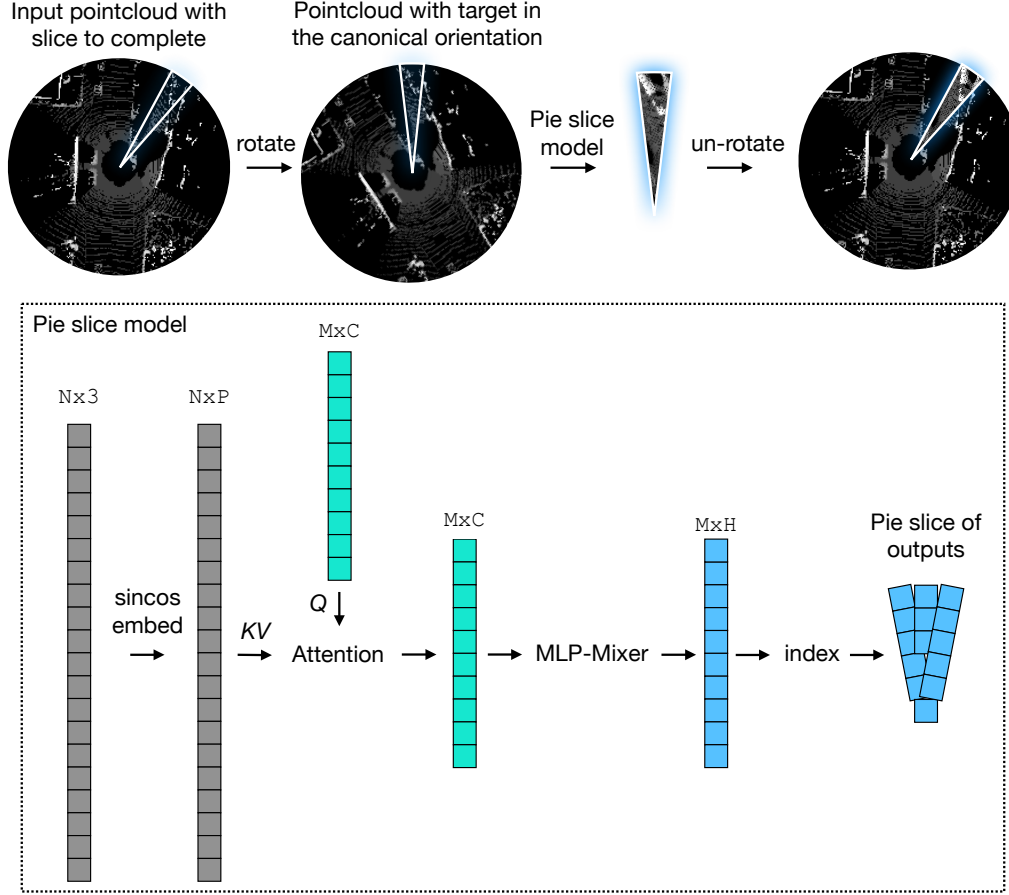 Input pointcloud with
slice to complete
Pointcloud with target in
the canonical orientation
rotate
Pie slice
model
un-rotate
Pie slice model
Nx3
NxP
MxC
sincos
embed
KV
Q
Attention
MxC
MLP-Mixer
MxH
index
Pie slice of
outputs